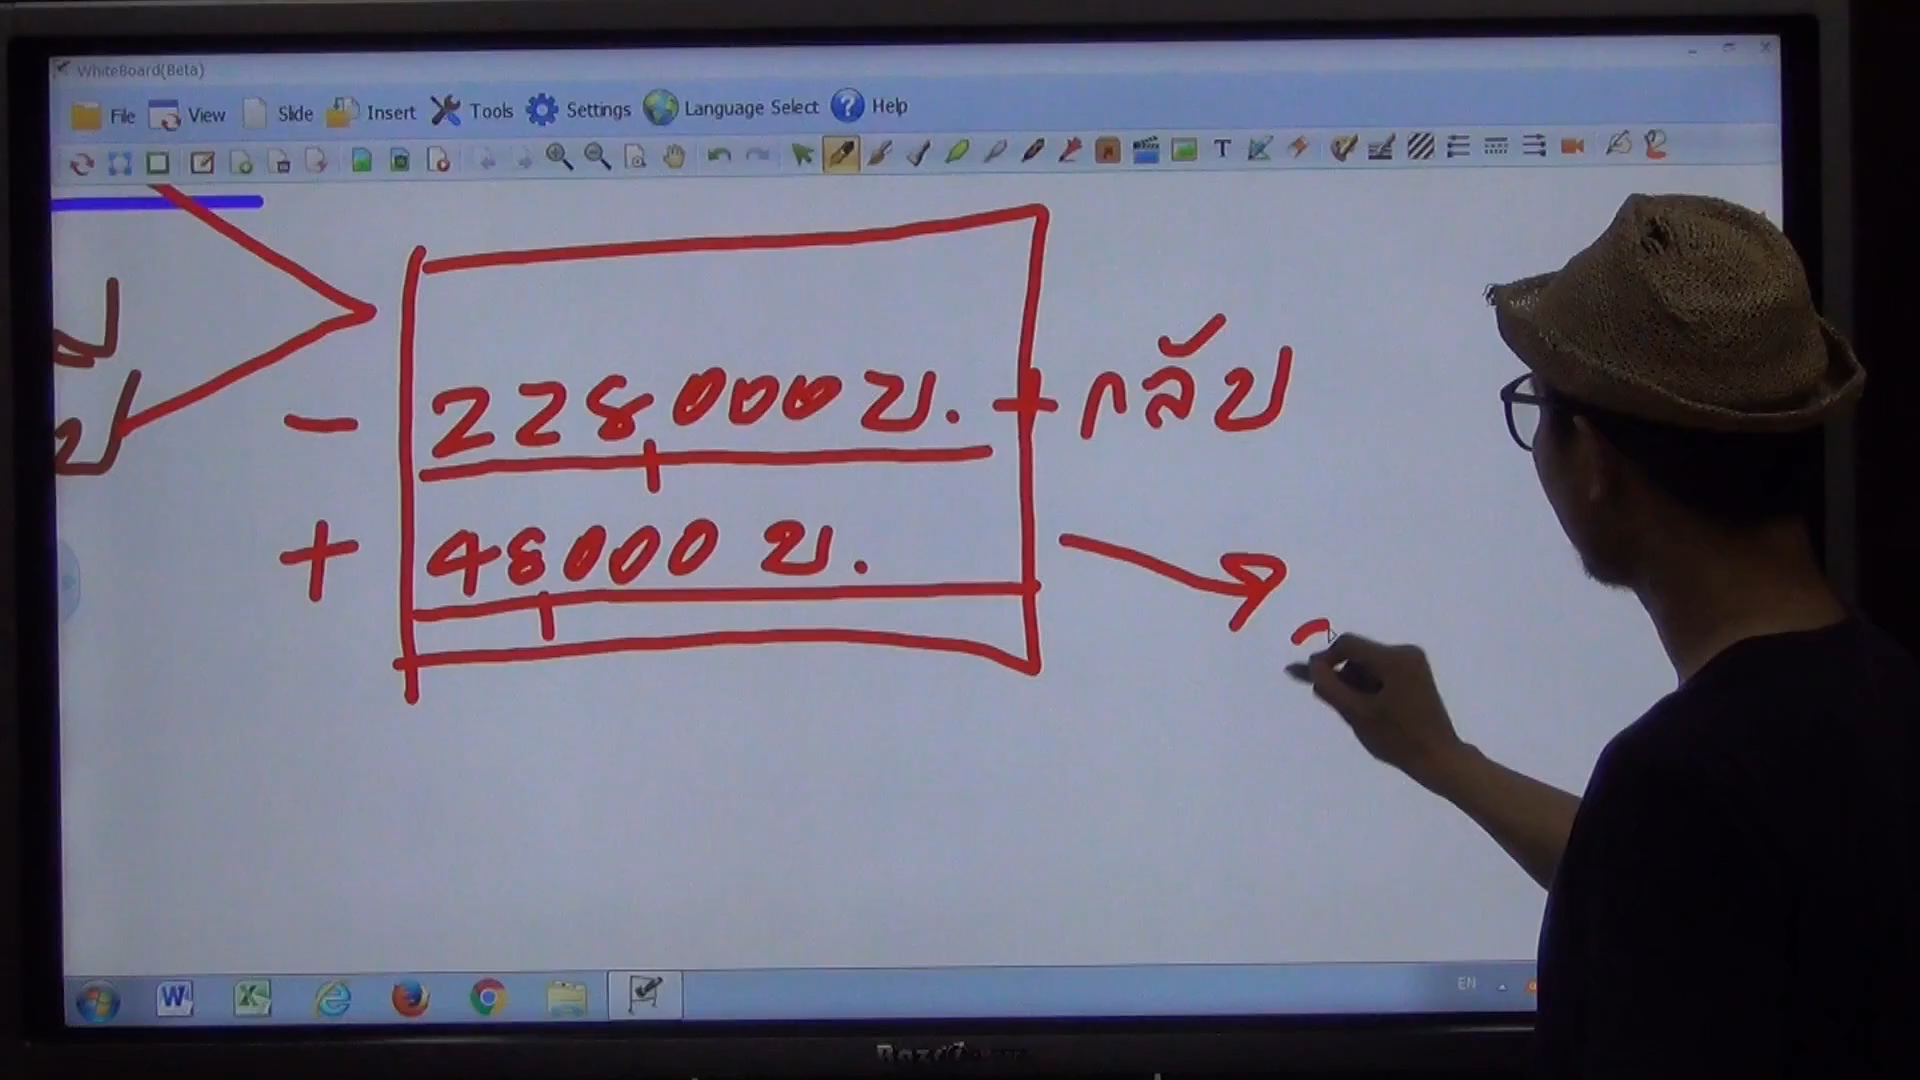 WhiteBoard(Beta)
File View Slide Insert Tools Settings Language Select Help
T
- 228,000 บ. + กลับ
+ 48000 บ.
EN